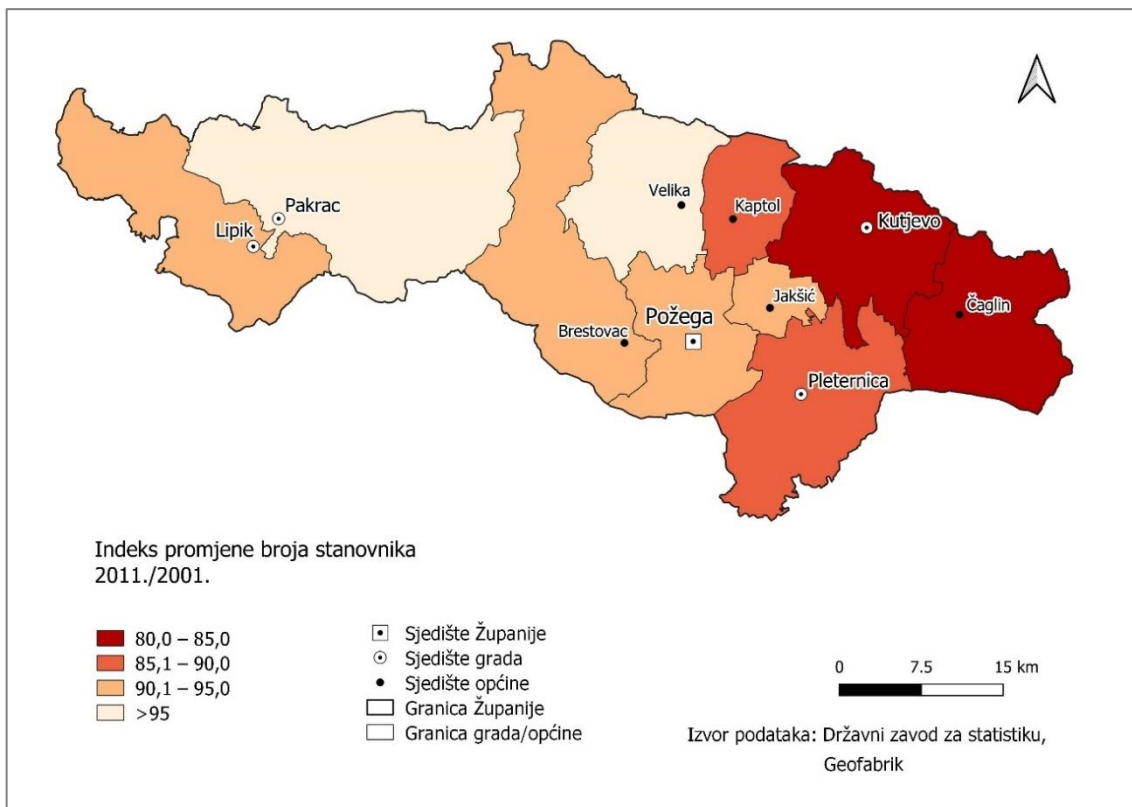 Velika
Kaptol
Pakrac
Kutjevo
Lipik
Jakšić
Čaglin
Požega
Brestovac
Pleternica
Indeks promjene broja stanovnika
2011./2001.
80,0 – 85,0
85,1 – 90,0
90,1 – 95,0
>95
Sjedište Županije
Sjedište grada
Sjedište općine
Granica Županije
Granica grada/općine
0 7.5 15 km
Izvor podataka: Državni zavod za statistiku,
Geofabrik